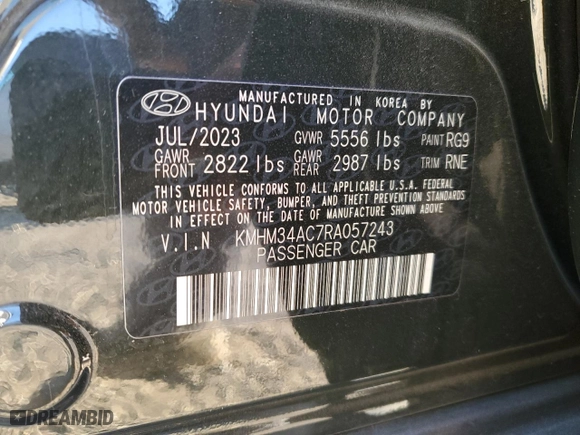 MANUFACTURED IN KOREA BY
HYUNDAI MOTOR COMPANY
JUL/2023 GVWR 5556 lbs PAINT RG9
GAWR FRONT 2822 lbs GAWR REAR 2987 lbs TRIM RNE
THIS VEHICLE CONFORMS TO ALL APPLICABLE U.S.A. FEDERAL
MOTOR VEHICLE SAFETY, BUMPER, AND THEFT PREVENTION STANDARDS
IN EFFECT ON THE DATE OF MANUFACTURE SHOWN ABOVE.
V.I.N KMHM34AC7RA057243
PASSENGER CAR
DREAMBID